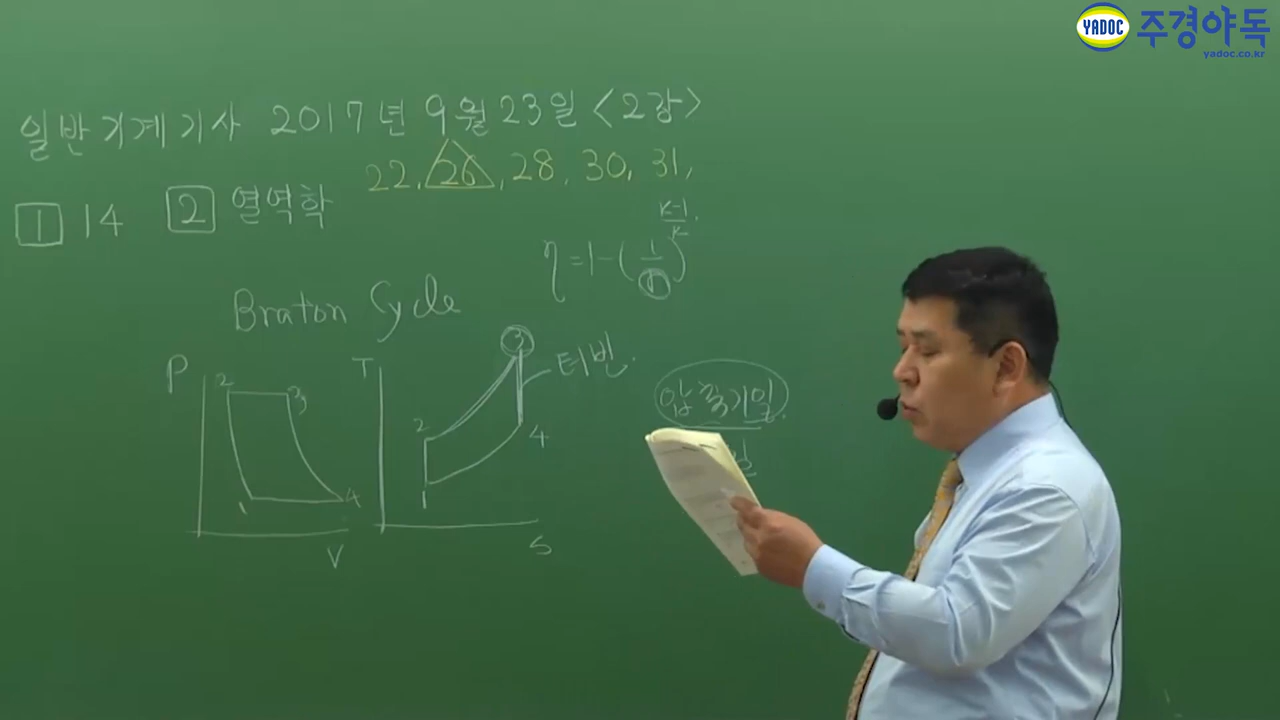 YADOC 주경야독
yadoc.co.kr
일반기계기사 2017년 9월 23일 <2강>
22, 26, 28, 30, 31,
1 14 2 열역학
η = 1 - (1/r)^(k-1/k)
Braton Cycle
P 2 3 1 4 V
T 2 3 4 1 S
터빈.
압축기일.